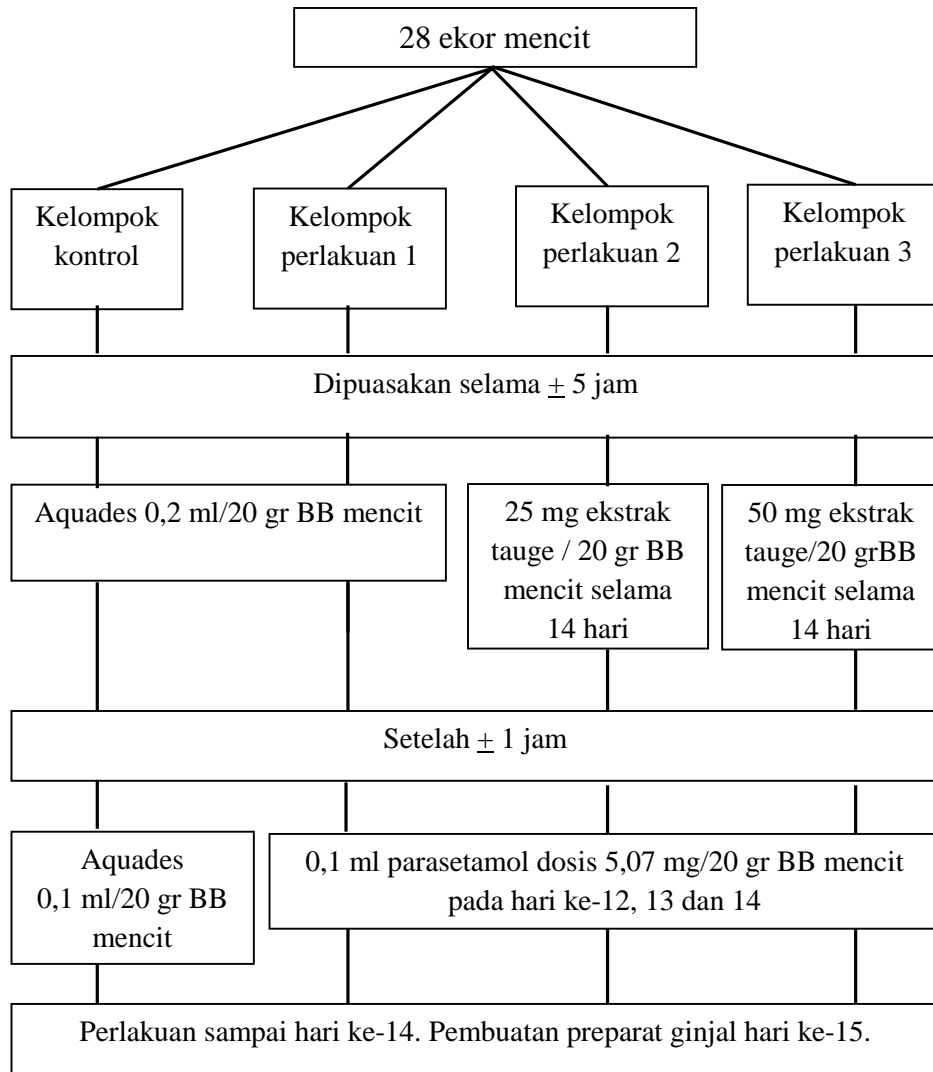 28 ekor mencit
Kelompok
kontrol
Kelompok
perlakuan 1
Kelompok
perlakuan 2
Kelompok
perlakuan 3
Dipuasakan selama + 5 jam
Aquades 0,2 ml/20 gr BB mencit
25 mg ekstrak
tauge / 20 gr BB
mencit selama
14 hari
50 mg ekstrak
tauge/20 grBB
mencit selama
14 hari
Setelah + 1 jam
Aquades
0,1 ml/20 gr BB
mencit
0,1 ml parasetamol dosis 5,07 mg/20 gr BB mencit
pada hari ke-12, 13 dan 14
Perlakuan sampai hari ke-14. Pembuatan preparat ginjal hari ke-15.